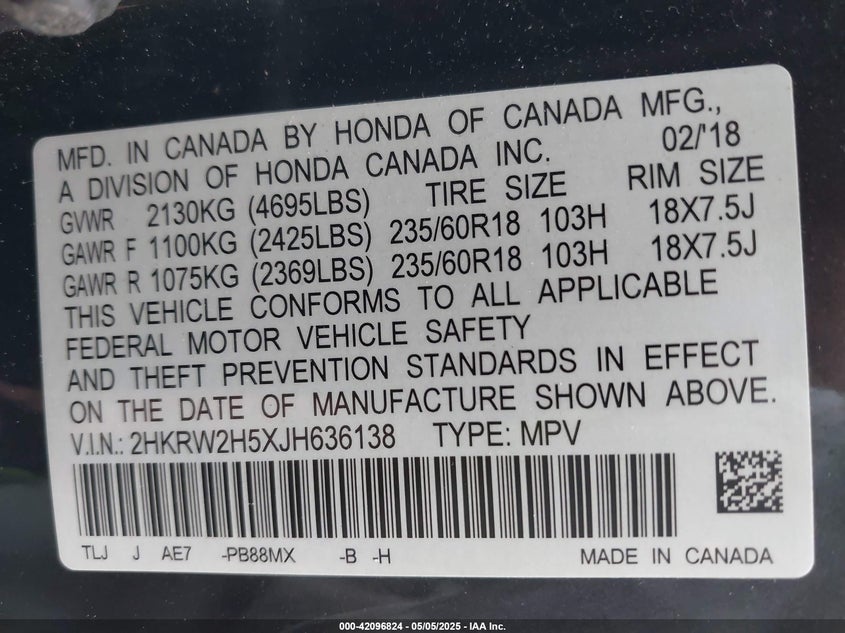 MFD. IN CANADA BY HONDA OF CANADA MFG.,
A DIVISION OF HONDA CANADA INC. 02/'18
GVWR 2130KG (4695LBS) TIRE SIZE RIM SIZE
GAWR F 1100KG (2425LBS) 235/60R18 103H 18X7.5J
GAWR R 1075KG (2369LBS) 235/60R18 103H 18X7.5J
THIS VEHICLE CONFORMS TO ALL APPLICABLE
FEDERAL MOTOR VEHICLE SAFETY
AND THEFT PREVENTION STANDARDS IN EFFECT
ON THE DATE OF MANUFACTURE SHOWN ABOVE.
V.I.N.: 2HKRW2H5XJH636138 TYPE: MPV
TLJ J AE7 -PB88MX -B -H MADE IN CANADA
000-42096824 - 05/05/2025 - IAA Inc.